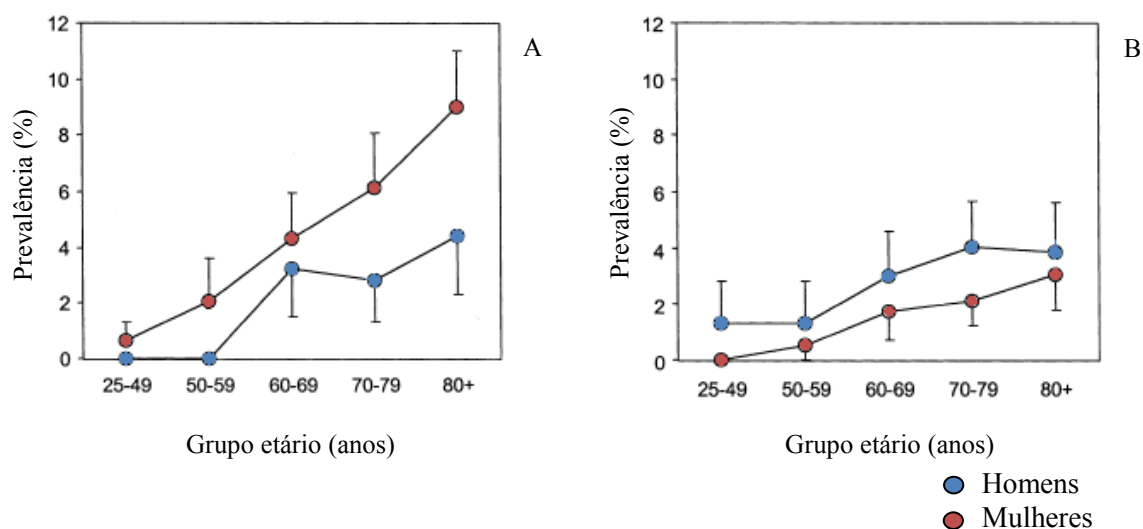 A
Prevalência (%)
12
10
8
6
4
2
0
25-49 50-59 60-69 70-79 80+
Grupo etário (anos)
B
Prevalência (%)
12
10
8
6
4
2
0
25-49 50-59 60-69 70-79 80+
Grupo etário (anos)
Homens
Mulheres